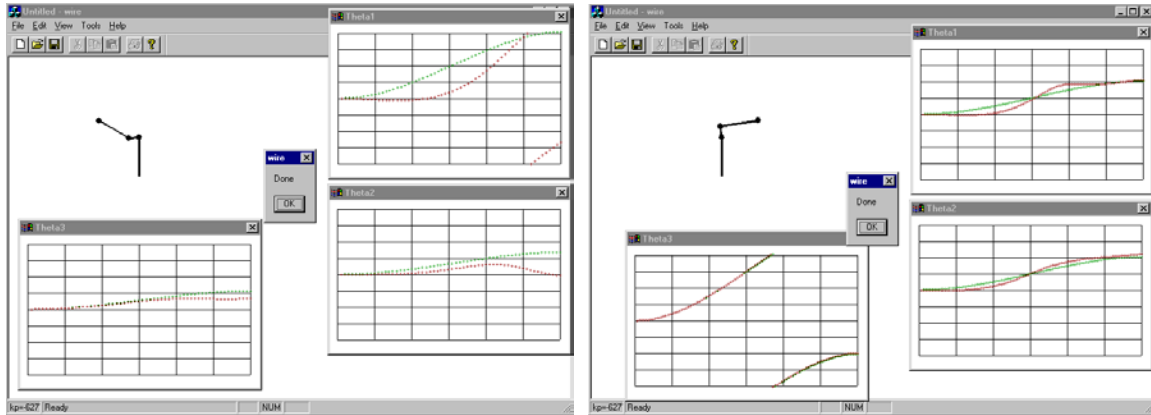 Untitled - wire
File Edit View Tools Help
Theta1
wire
Done
OK
Theta2
Theta3
kp=-627 Ready NUM
Untitled - wire
File Edit View Tools Help
Theta1
wire
Done
OK
Theta2
Theta3
kp=-627 Ready NUM